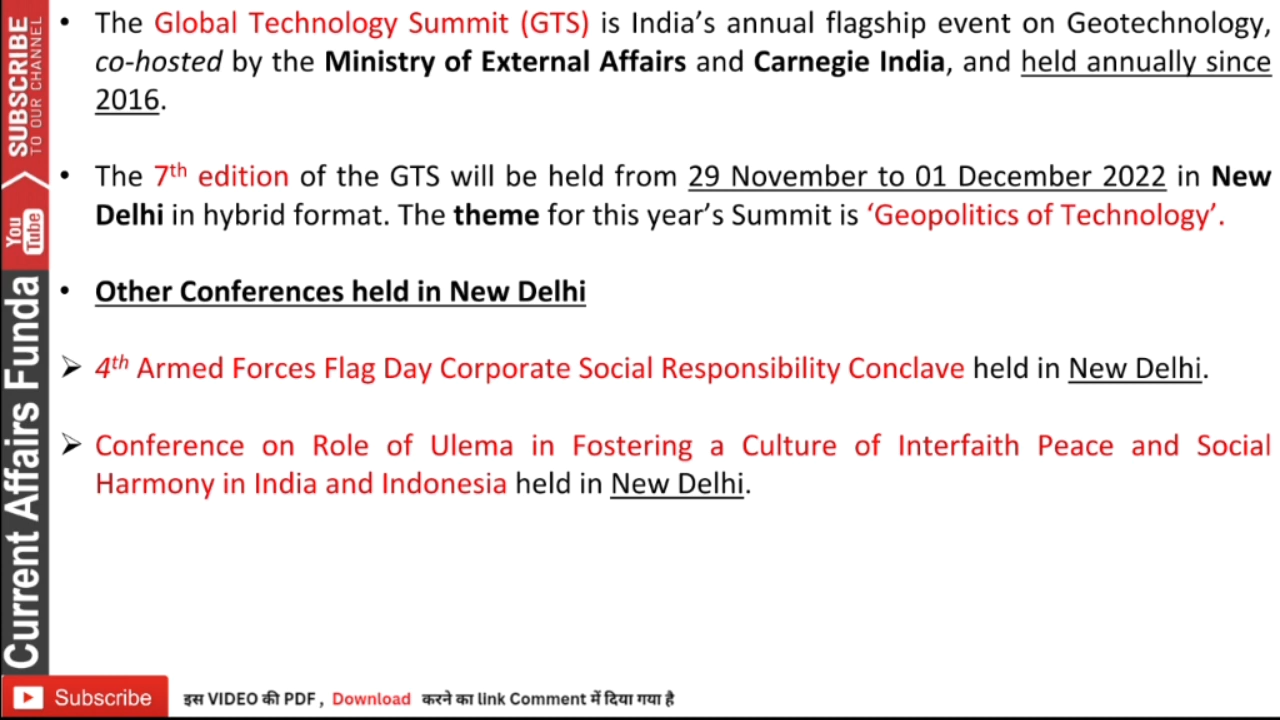 • The Global Technology Summit (GTS) is India’s annual flagship event on Geotechnology,
co-hosted by the Ministry of External Affairs and Carnegie India, and held annually since
2016.
• The 7th edition of the GTS will be held from 29 November to 01 December 2022 in New
Delhi in hybrid format. The theme for this year’s Summit is ‘Geopolitics of Technology’.
• Other Conferences held in New Delhi
➢ 4th Armed Forces Flag Day Corporate Social Responsibility Conclave held in New Delhi.
➢ Conference on Role of Ulema in Fostering a Culture of Interfaith Peace and Social
Harmony in India and Indonesia held in New Delhi.
SUBSCRIBE
TO OUR CHANNEL
You
Tube
Current Affairs Funda
Subscribe
इस VIDEO की PDF , Download करने का link Comment में दिया गया है